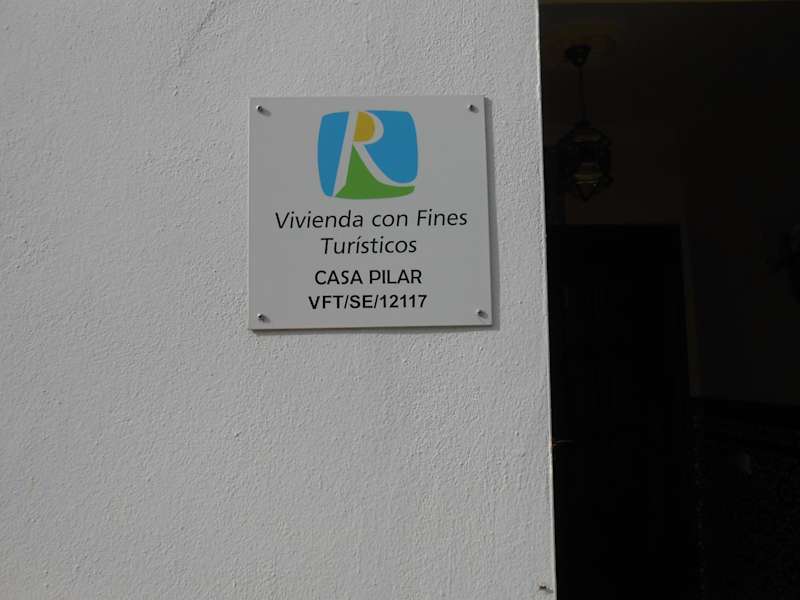 R
Vivienda con Fines
Turísticos
CASA PILAR
VFT/SE/12117